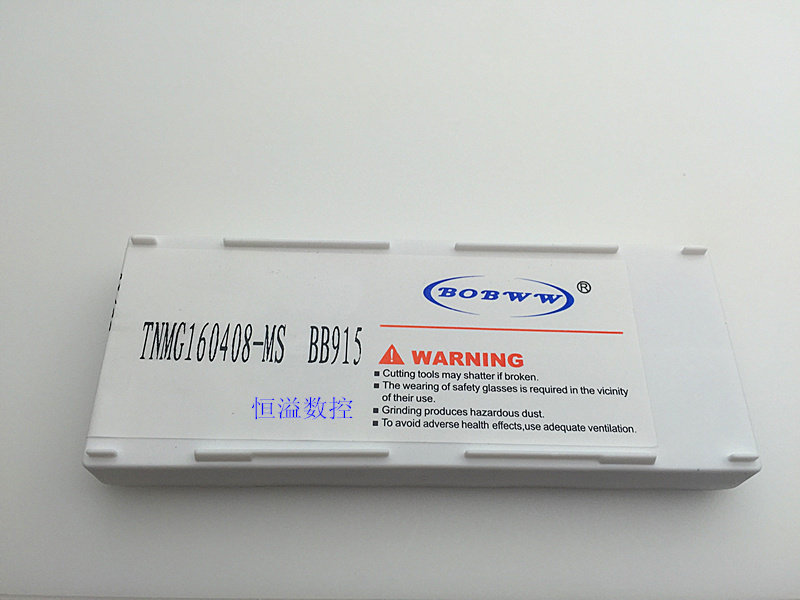 BOBWW®
TNMG160408-MS BB915
WARNING
■ Cutting tools may shatter if broken.
■ The wearing of safety glasses is required in the vicinity
of their use.
■ Grinding produces hazardous dust.
■ To avoid adverse health effects,use adequate ventilation.
恒溢数控